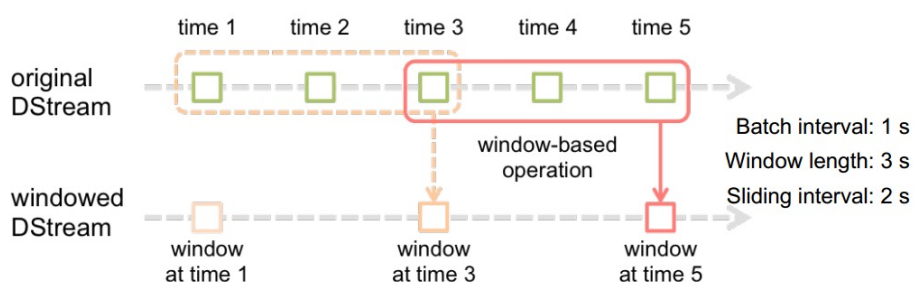 time 1 time 2 time 3 time 4 time 5
original
DStream
Batch interval: 1 s
window-based
operation
Window length: 3 s
Sliding interval: 2 s
windowed
DStream
window
at time 1
window
at time 3
window
at time 5